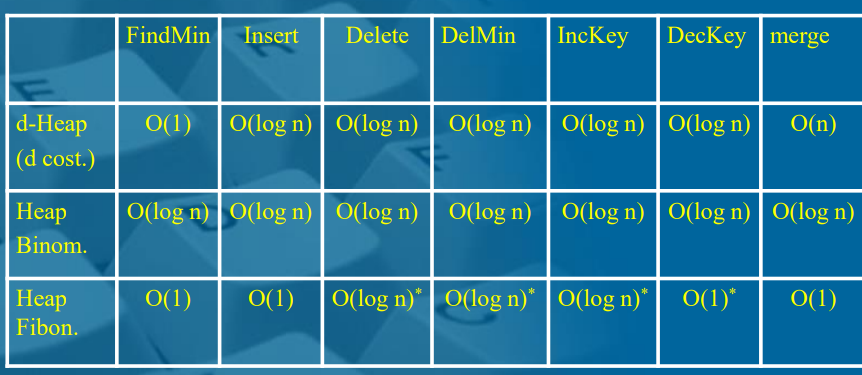 FindMin Insert Delete DelMin IncKey DecKey merge
d-Heap O(1) O(log n) O(log n) O(log n) O(log n) O(log n) O(n)
(d cost.)
Heap O(log n) O(log n) O(log n) O(log n) O(log n) O(log n) O(log n)
Binom.
Heap O(1) O(1) O(log n)* O(log n)* O(log n)* O(1)* O(1)
Fibon.